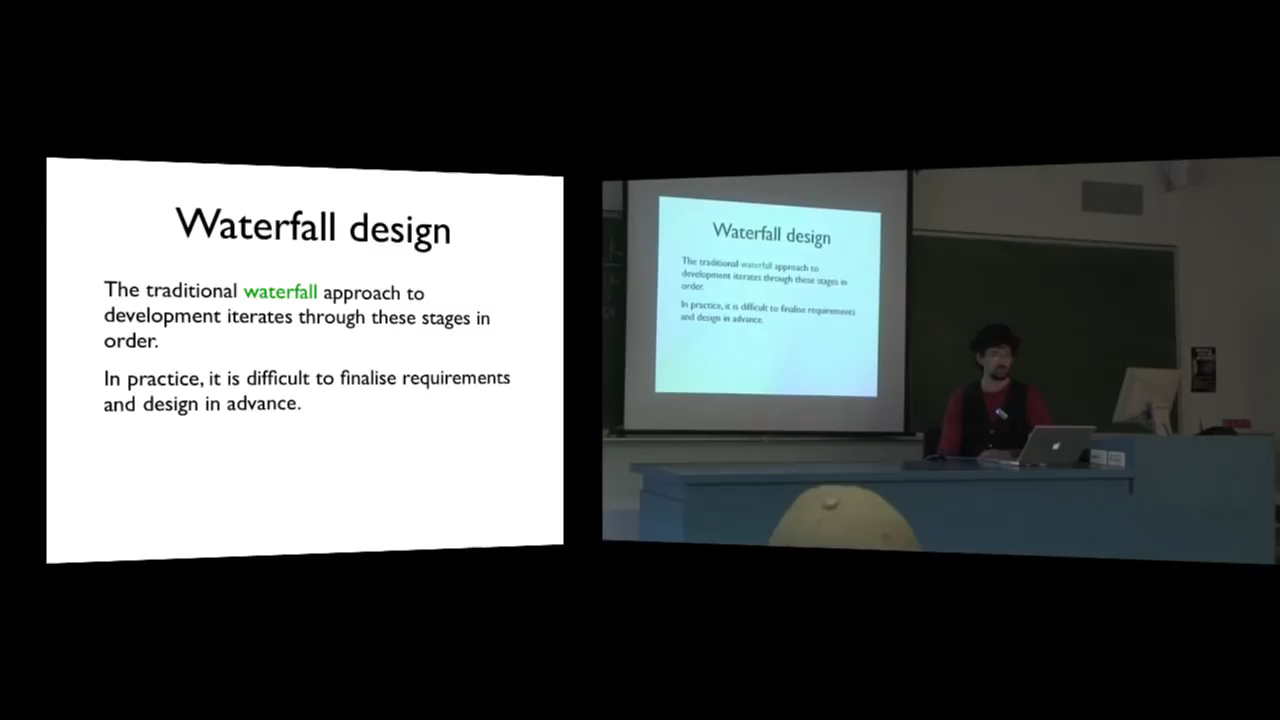 Waterfall design
The traditional waterfall approach to
development iterates through these stages in
order.
In practice, it is difficult to finalise requirements
and design in advance.
Waterfall design
The traditional waterfall approach to
development iterates through these stages in
order.
In practice, it is difficult to finalise requirements
and design in advance.